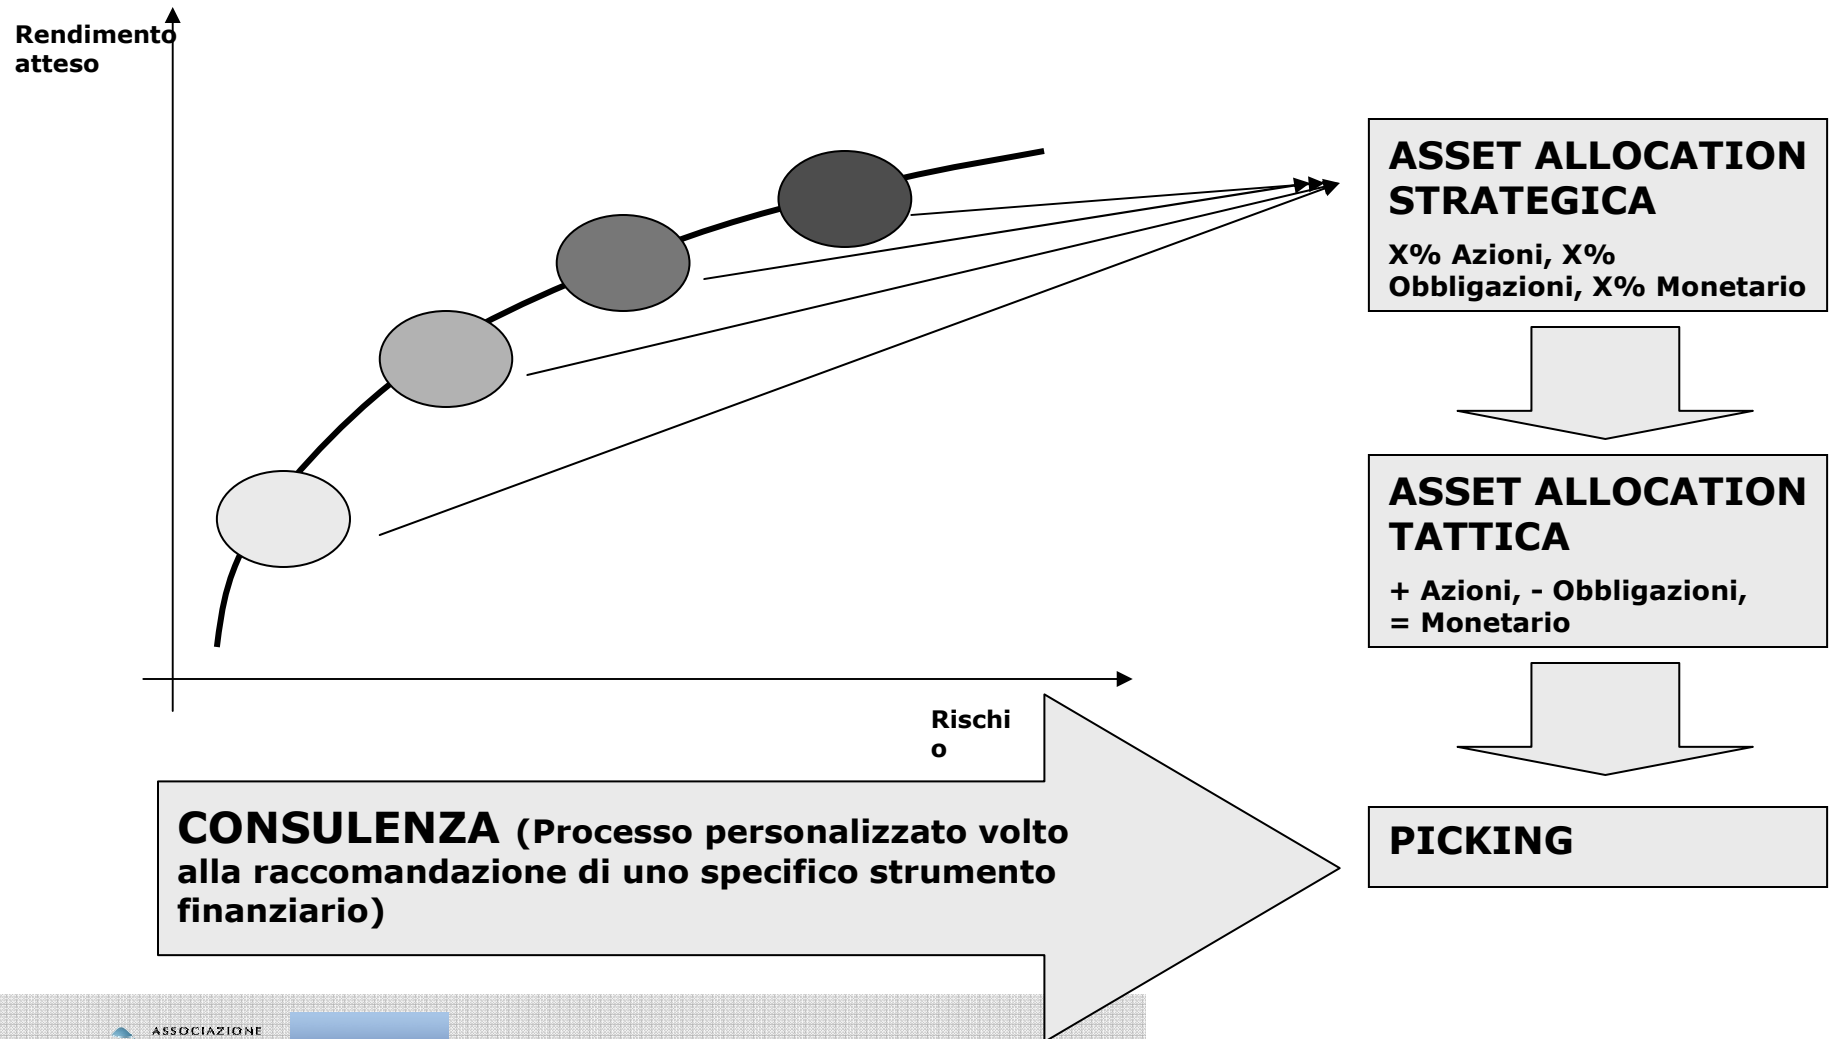 Rendimento
atteso
ASSET ALLOCATION
STRATEGICA
X% Azioni, X%
Obbligazioni, X% Monetario
ASSET ALLOCATION
TATTICA
+ Azioni, - Obbligazioni,
= Monetario
Rischi
o
CONSULENZA (Processo personalizzato volto
alla raccomandazione di uno specifico strumento
finanziario)
PICKING
ASSOCIAZIONE